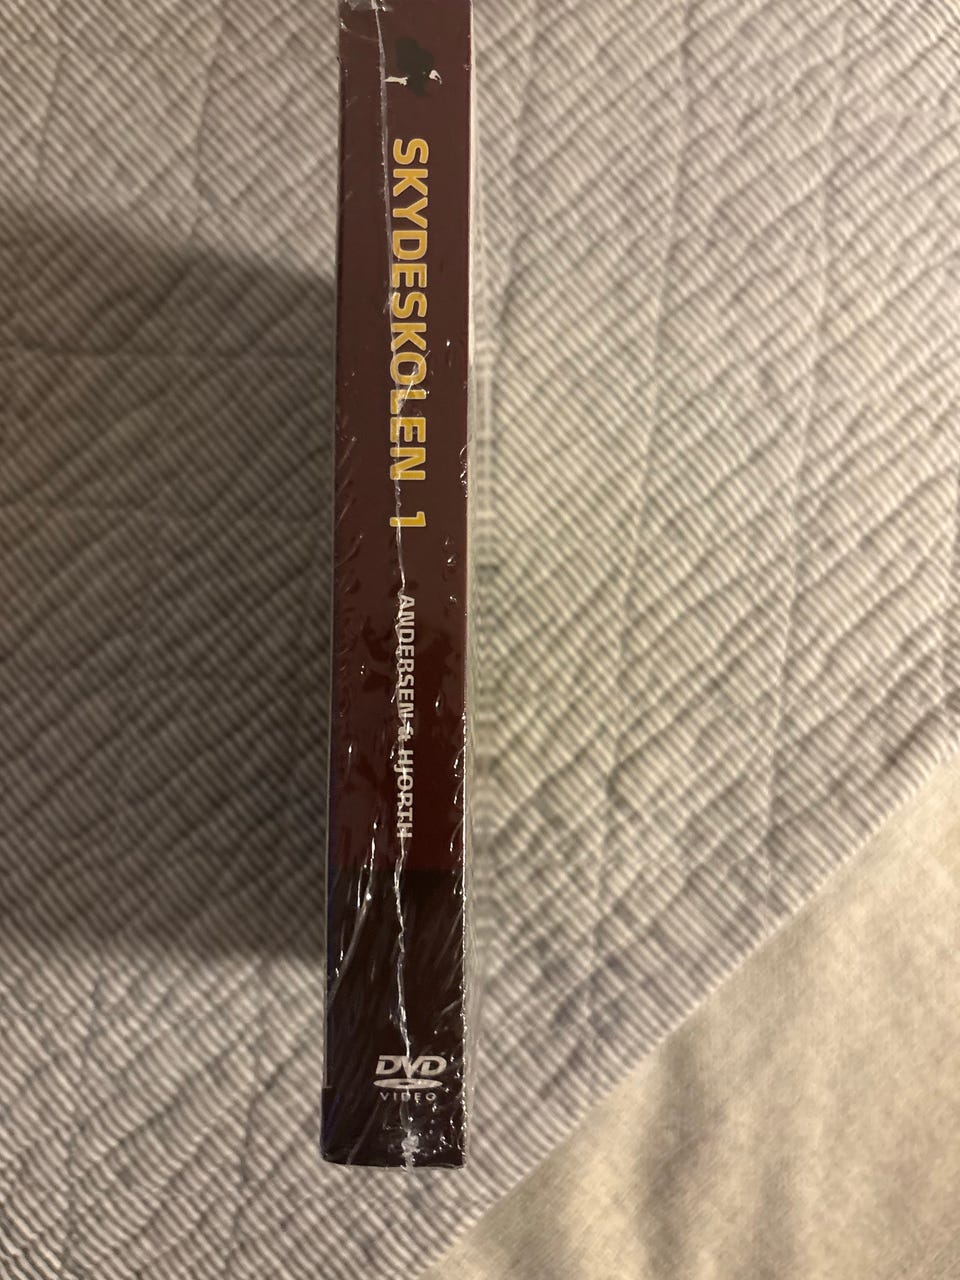 SKYDESKOLEN 1
ANDERSEN & HJORTH
DVD
VIDEO